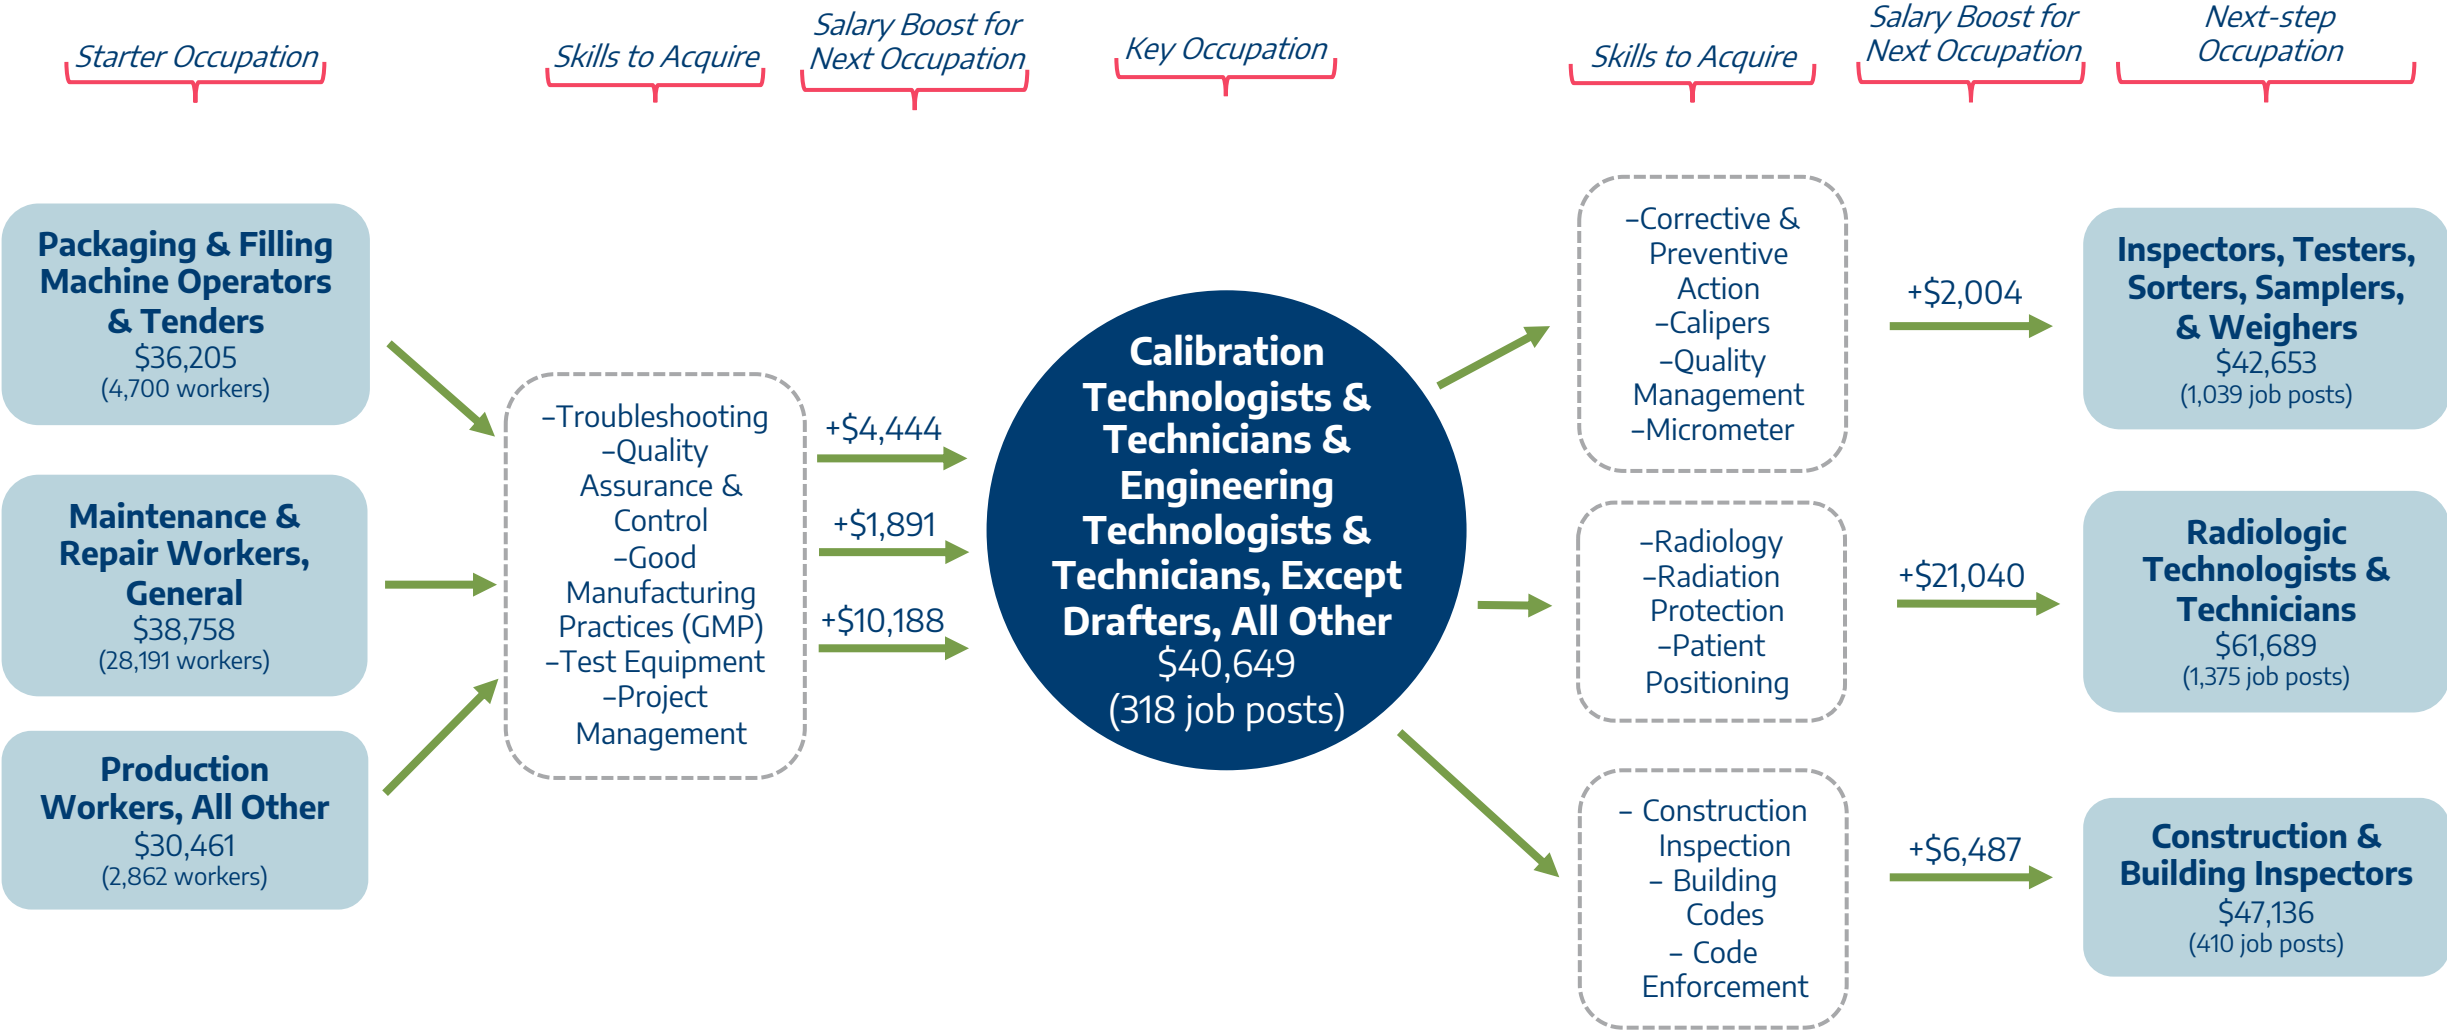 Starter Occupation
Skills to Acquire
Salary Boost for
Next Occupation
Key Occupation
Skills to Acquire
Salary Boost for
Next Occupation
Next-step
Occupation
Packaging & Filling
Machine Operators
& Tenders
$36,205
(4,700 workers)
Maintenance &
Repair Workers,
General
$38,758
(28,191 workers)
Production
Workers, All Other
$30,461
(2,862 workers)
–Troubleshooting
–Quality
Assurance &
Control
–Good
Manufacturing
Practices (GMP)
–Test Equipment
–Project
Management
+$4,444
+$1,891
+$10,188
Calibration
Technologists &
Technicians &
Engineering
Technologists &
Technicians, Except
Drafters, All Other
$40,649
(318 job posts)
–Corrective &
Preventive
Action
–Calipers
–Quality
Management
–Micrometer
+$2,004
Inspectors, Testers,
Sorters, Samplers,
& Weighers
$42,653
(1,039 job posts)
–Radiology
–Radiation
Protection
–Patient
Positioning
+$21,040
Radiologic
Technologists &
Technicians
$61,689
(1,375 job posts)
– Construction
Inspection
– Building
Codes
– Code
Enforcement
+$6,487
Construction &
Building Inspectors
$47,136
(410 job posts)